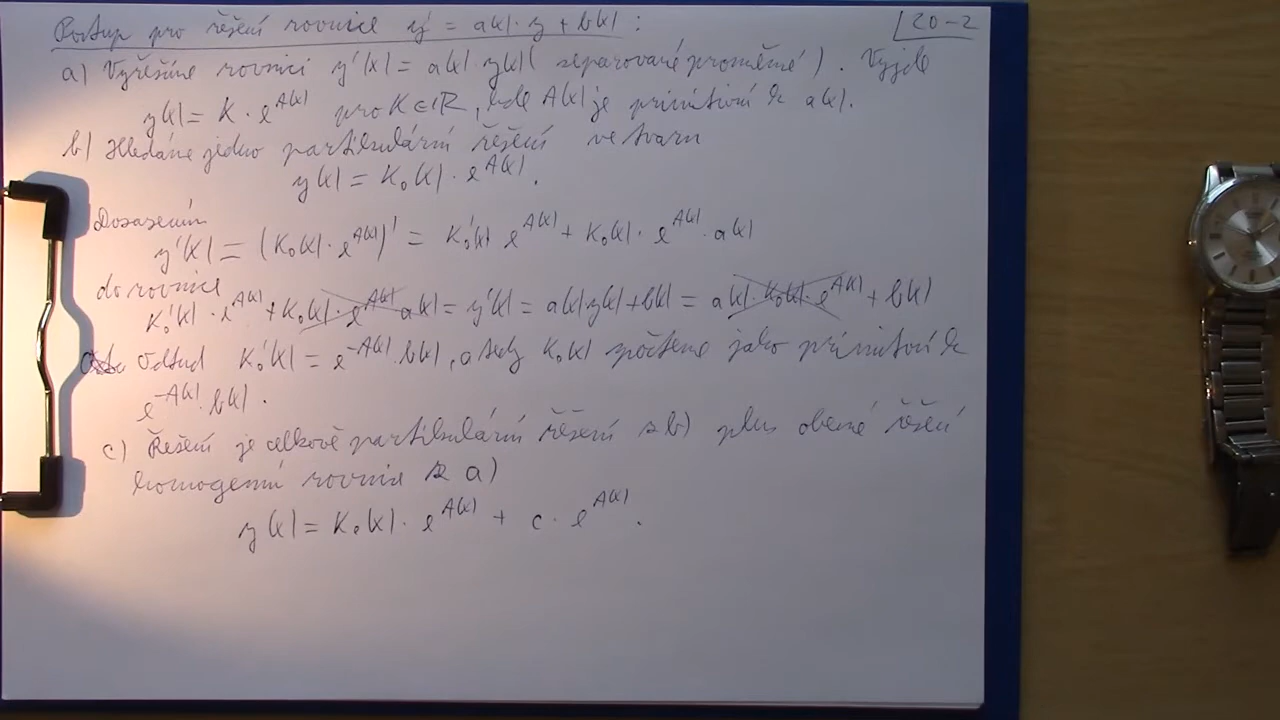 Postup pro řešení rovnice y' = a(x)·y + b(x) :
20-2
a) Vyřešíme rovnici y'(x) = a(x)·y(x) (separované proměnné). Vyjde
y(x) = K · e^{A(x)} pro K ∈ ℝ, kde A(x) je primitivní k a(x).
b) Hledáme jedno partikulární řešení ve tvaru
y(x) = K₀(x) · e^{A(x)}.
Dosazením
y'(x) = (K₀(x) · e^{A(x)})' = K₀'(x) e^{A(x)} + K₀(x) · e^{A(x)} · a(x)
do rovnice
K₀'(x) · e^{A(x)} + K₀(x) · e^{A(x)} a(x) = y'(x) = a(x) y(x) + b(x) = a(x) · K₀(x) · e^{A(x)} + b(x)
Odtud K₀'(x) = e^{-A(x)} · b(x), a tedy K₀(x) spočteme jako primitivní k
e^{-A(x)} · b(x) .
c) Řešení je celkově partikulární řešení z b) plus obecné řešení
homogenní rovnice z a)
y(x) = K₀(x) · e^{A(x)} + c · e^{A(x)}.